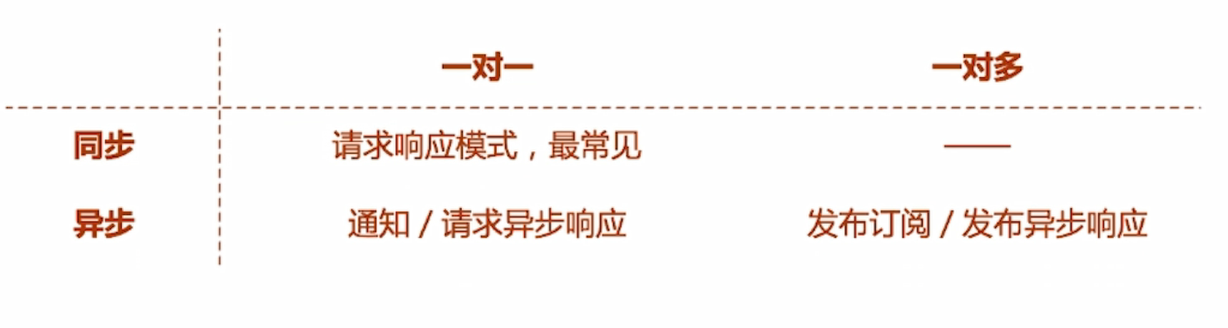 一对一 一对多
同步 请求响应模式，最常见 ——
异步 通知 / 请求异步响应 发布订阅 / 发布异步响应